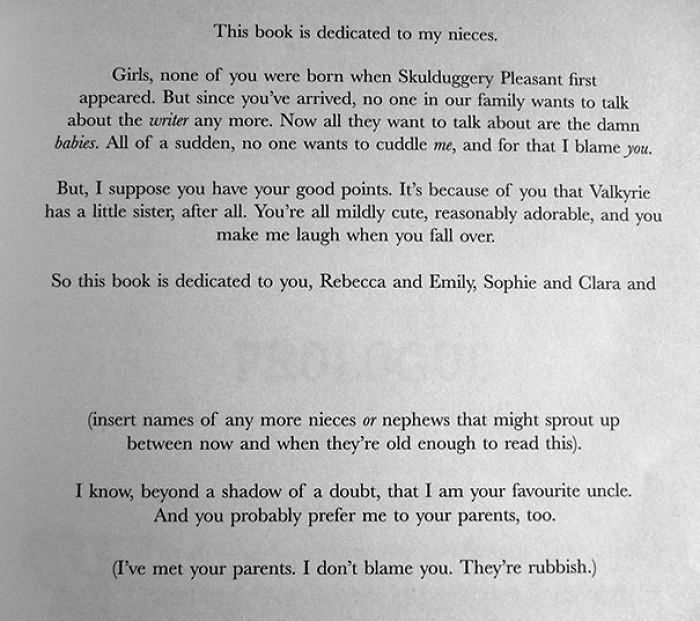 This book is dedicated to my nieces.
Girls, none of you were born when Skulduggery Pleasant first
appeared. But since you've arrived, no one in our family wants to talk
about the writer any more. Now all they want to talk about are the damn
babies. All of a sudden, no one wants to cuddle me, and for that I blame you.
But, I suppose you have your good points. It's because of you that Valkyrie
has a little sister, after all. You're all mildly cute, reasonably adorable, and you
make me laugh when you fall over.
So this book is dedicated to you, Rebecca and Emily, Sophie and Clara and
PROLOGUE
(insert names of any more nieces or nephews that might sprout up
between now and when they're old enough to read this).
I know, beyond a shadow of a doubt, that I am your favourite uncle.
And you probably prefer me to your parents, too.
(I've met your parents. I don't blame you. They're rubbish.)